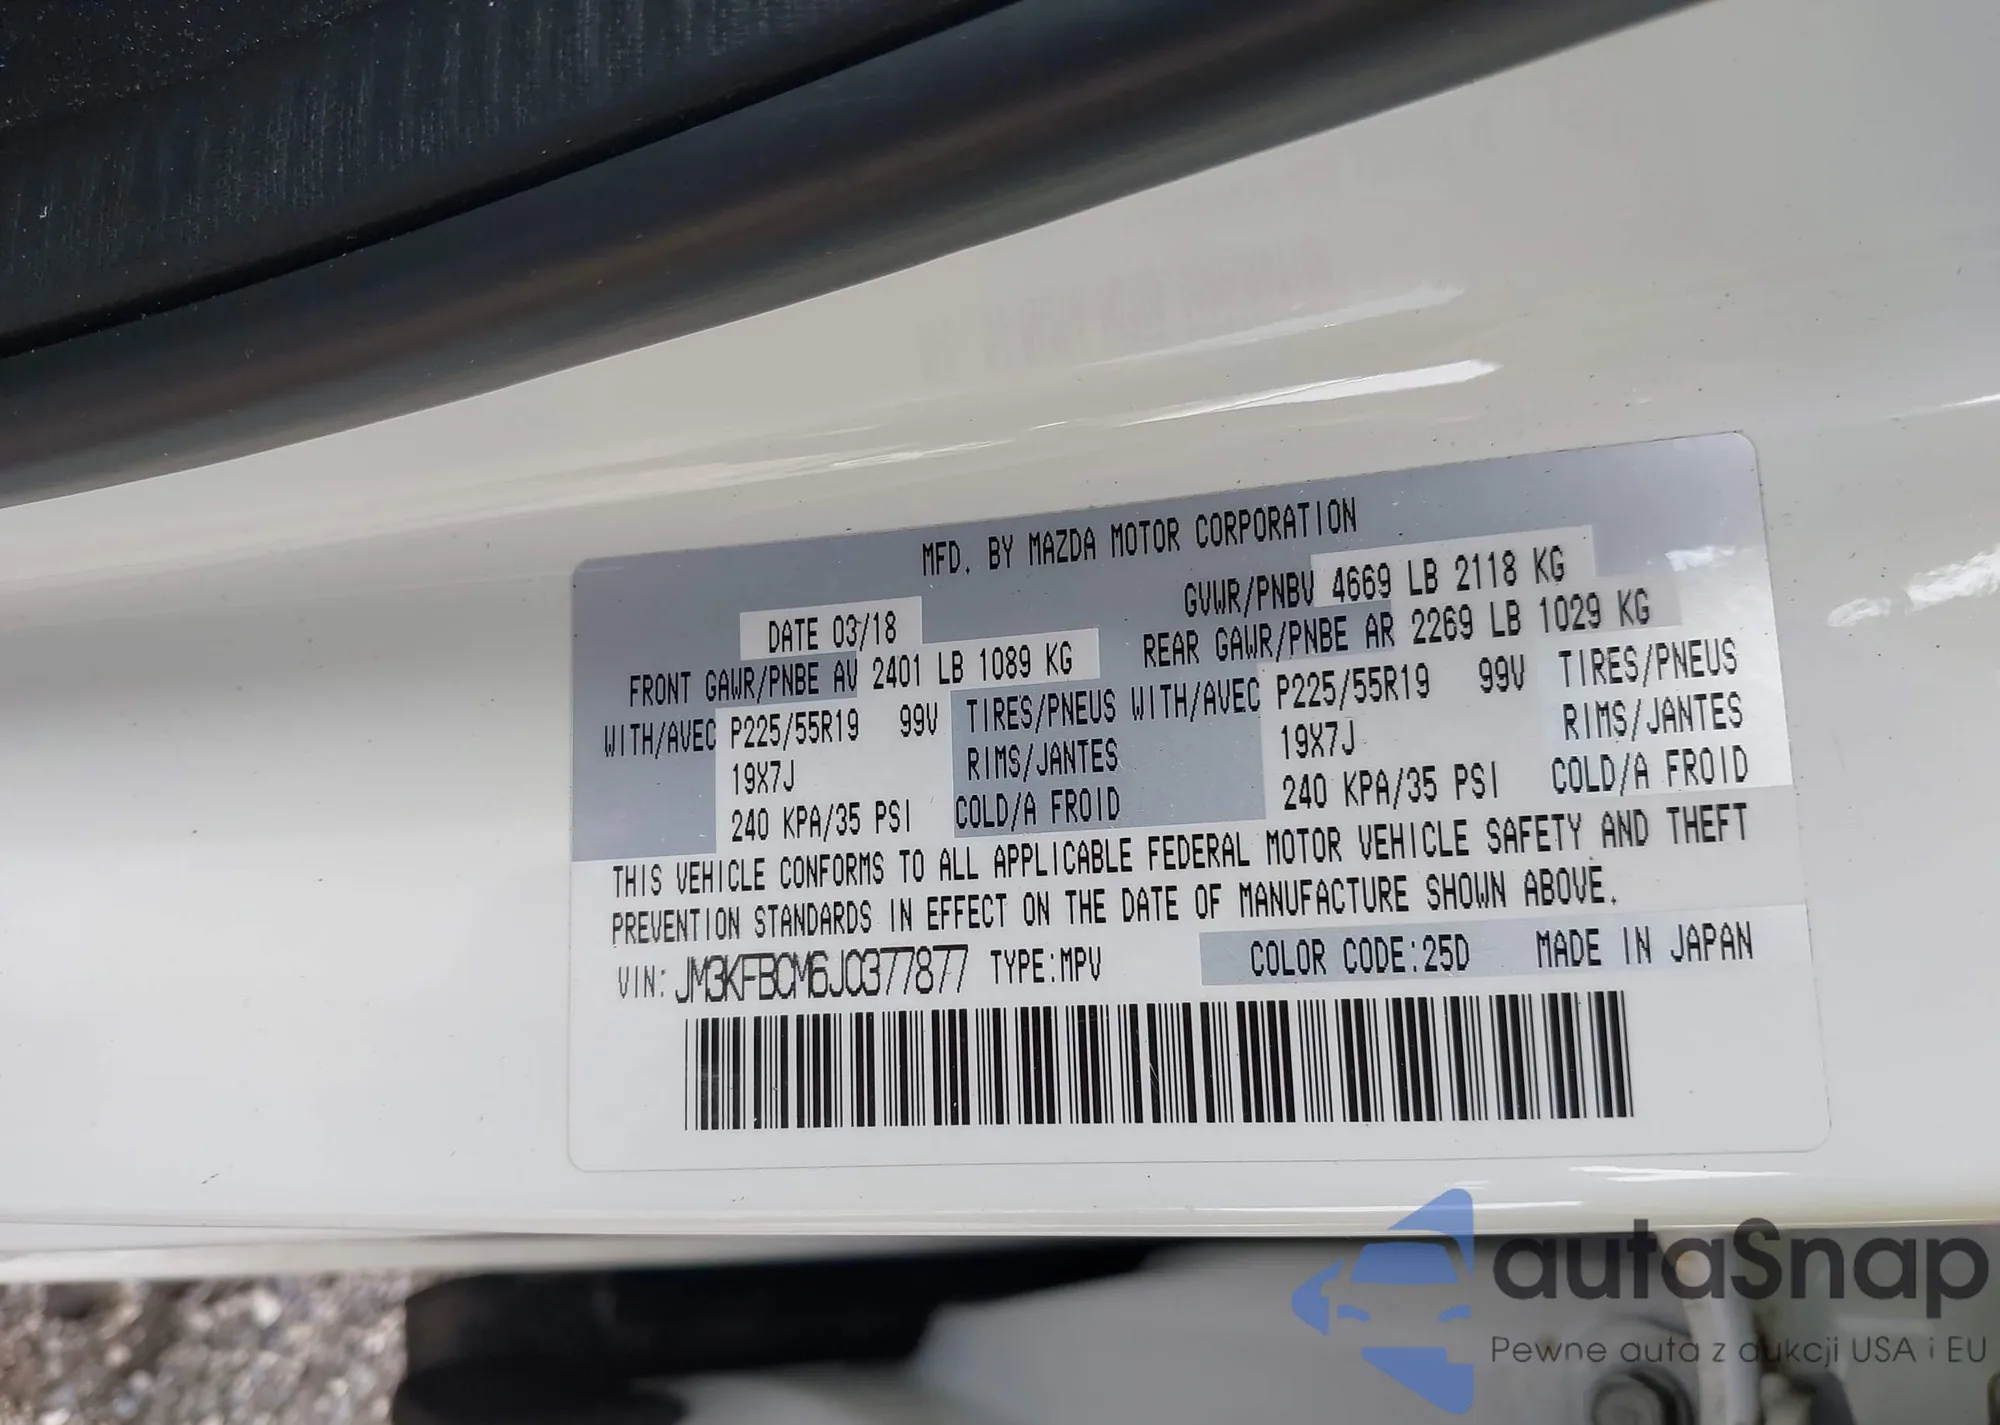 MFD. BY MAZDA MOTOR CORPORATION
DATE 03/18 GVWR/PNBV 4669 LB 2118 KG
FRONT GAWR/PNBE AV 2401 LB 1089 KG REAR GAWR/PNBE AR 2269 LB 1029 KG
WITH/AVEC P225/55R19 99V TIRES/PNEUS WITH/AVEC P225/55R19 99V TIRES/PNEUS
19X7J RIMS/JANTES 19X7J RIMS/JANTES
240 KPA/35 PSI COLD/A FROID 240 KPA/35 PSI COLD/A FROID
THIS VEHICLE CONFORMS TO ALL APPLICABLE FEDERAL MOTOR VEHICLE SAFETY AND THEFT
PREVENTION STANDARDS IN EFFECT ON THE DATE OF MANUFACTURE SHOWN ABOVE.
VIN: JM3KFBCM6J0377877 TYPE:MPV COLOR CODE:25D MADE IN JAPAN
autaSnap
Pewne auta z aukcji USA i EU